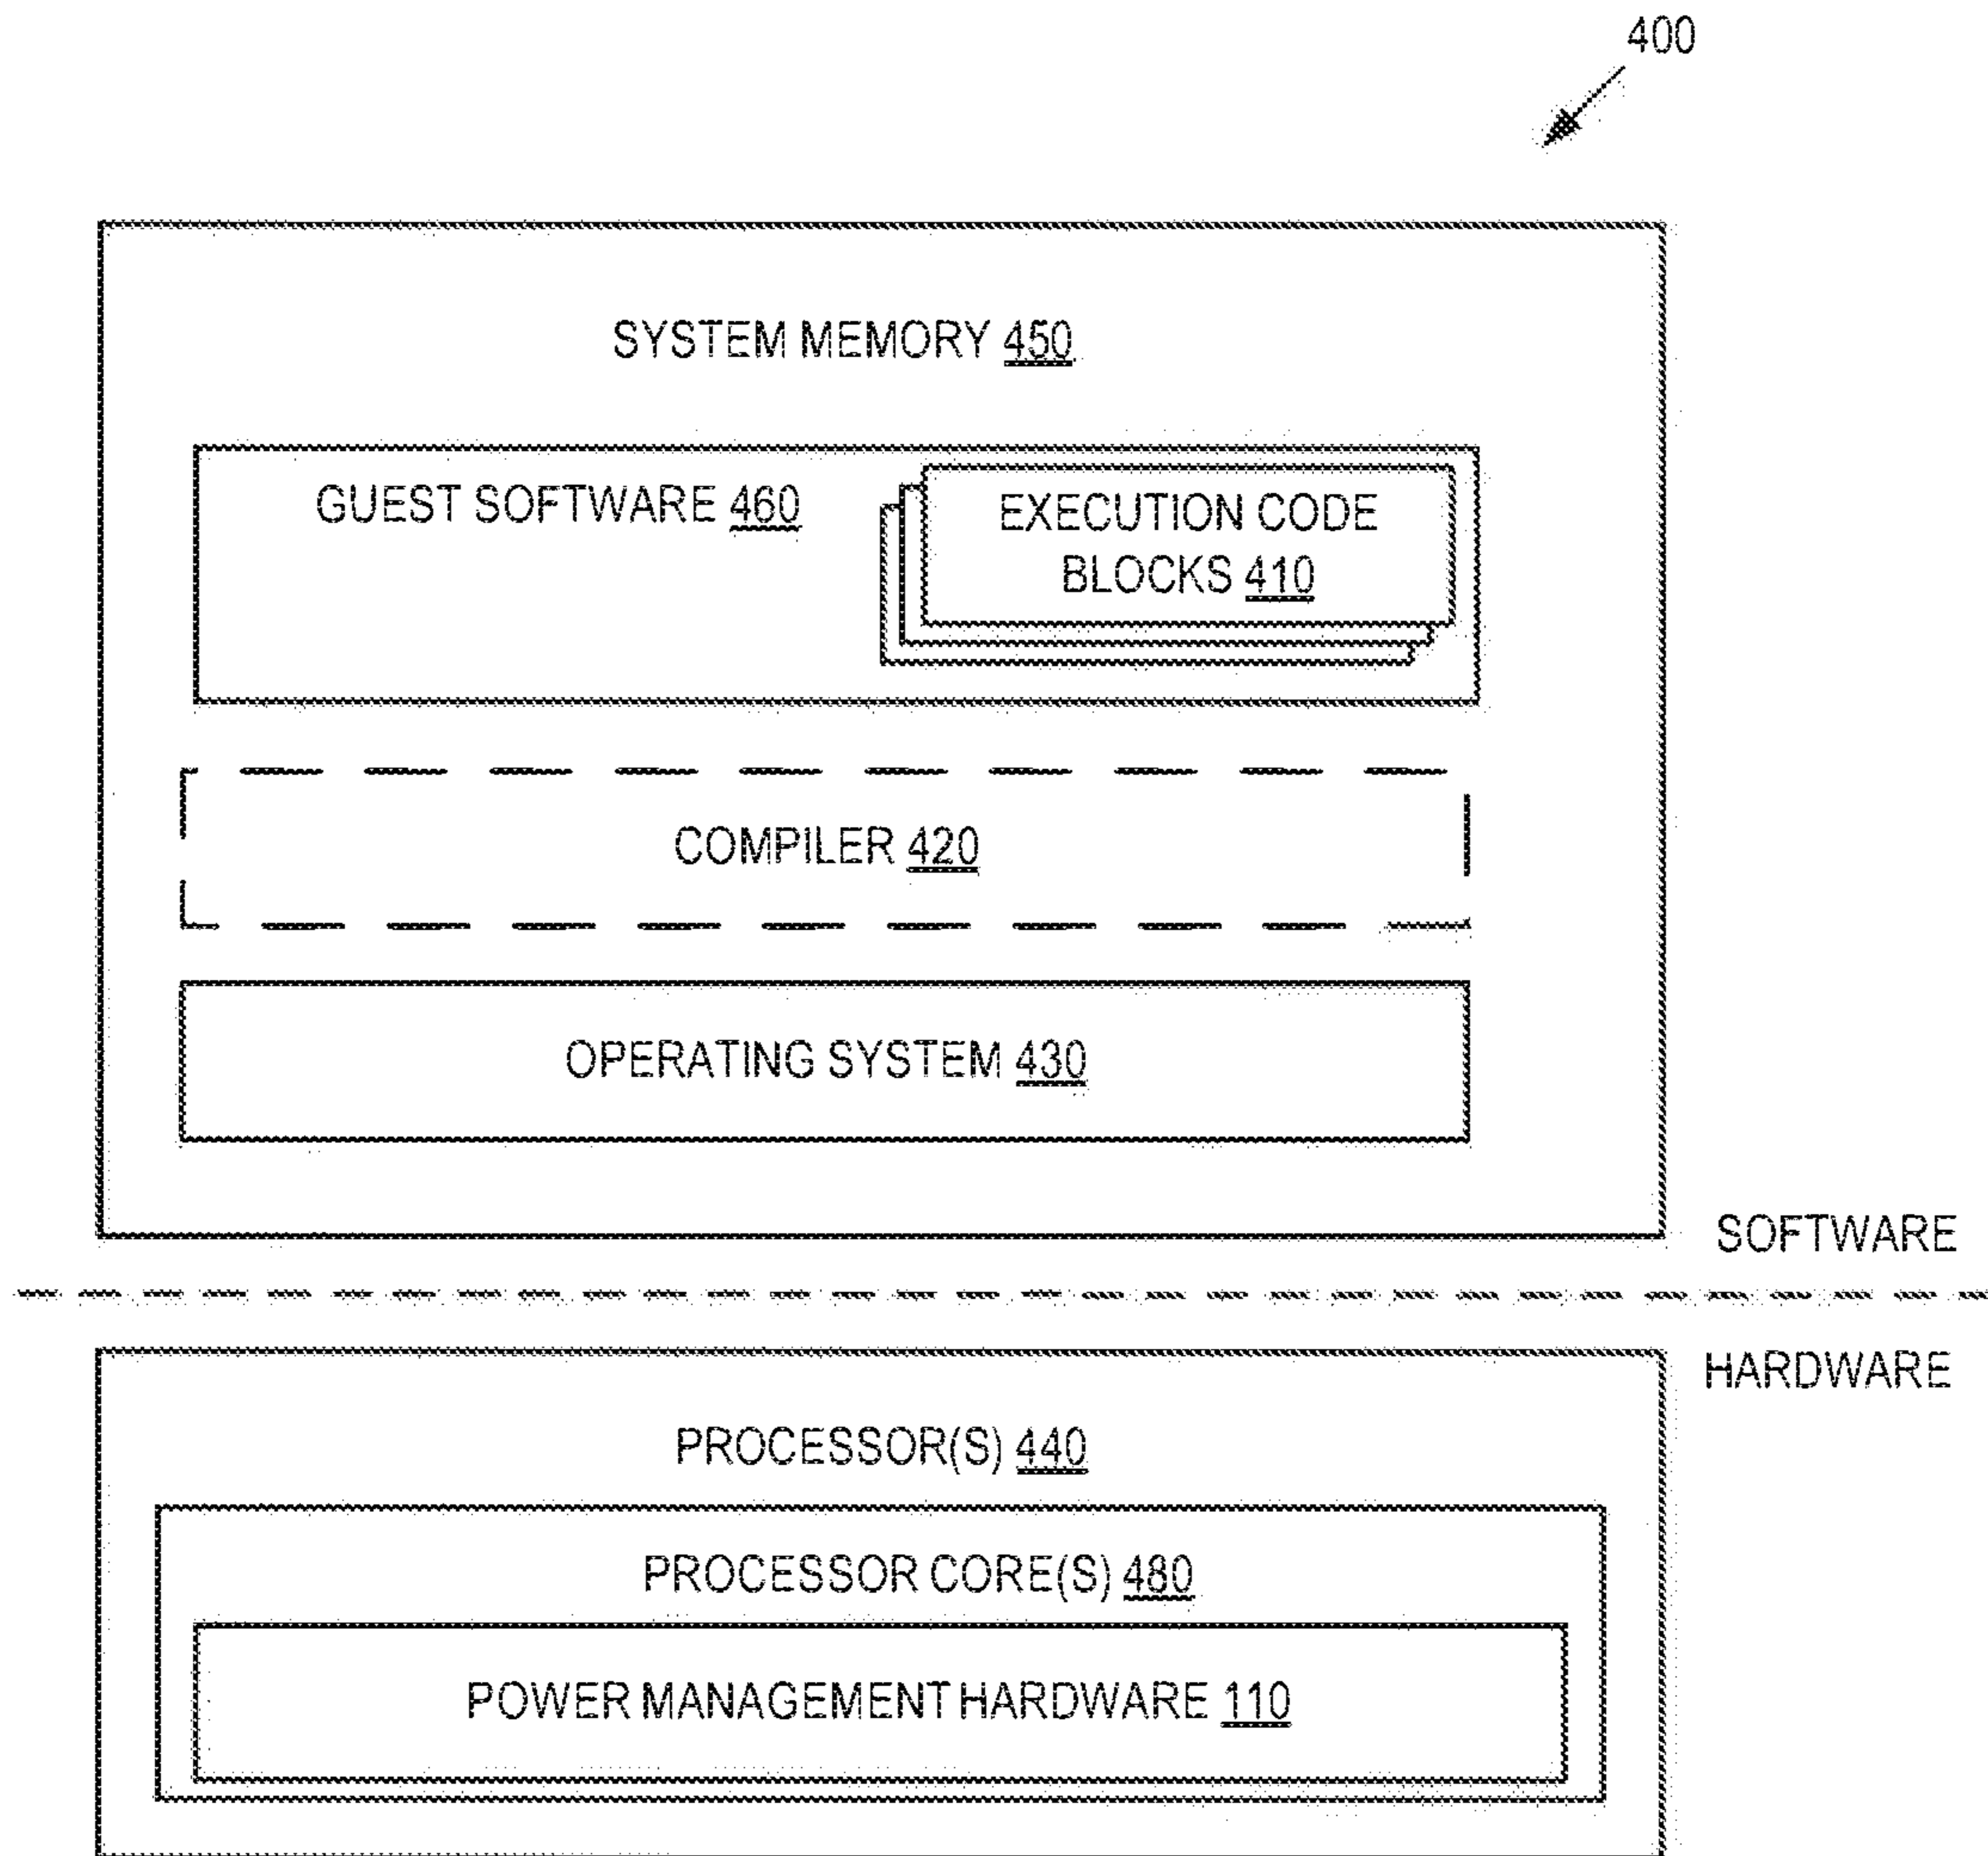 400
SYSTEM MEMORY 450
GUEST SOFTWARE 460
EXECUTION CODE
BLOCKS 410
COMPILER 420
OPERATING SYSTEM 430
SOFTWARE
HARDWARE
PROCESSOR(S) 440
PROCESSOR CORE(S) 480
POWER MANAGEMENT HARDWARE 110